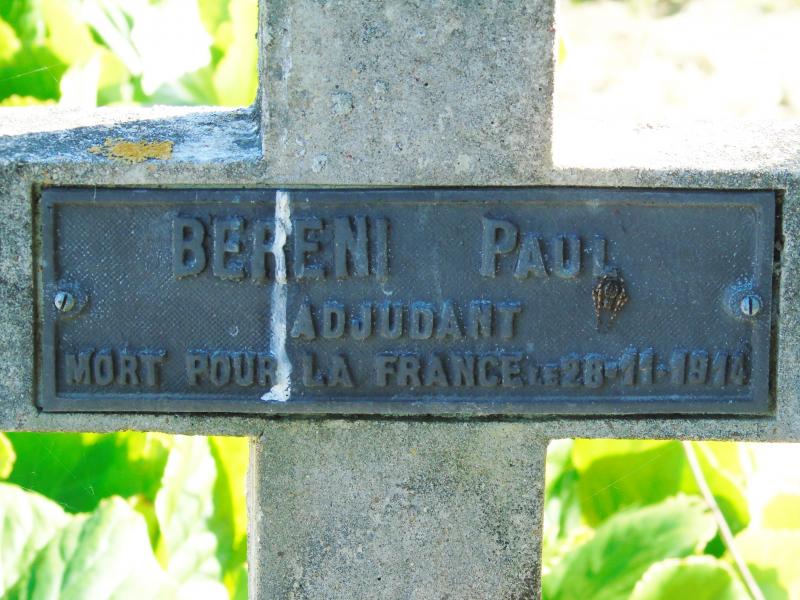 BERENI PAUL
ADJUDANT
MORT POUR LA FRANCE LE 28-11-1914